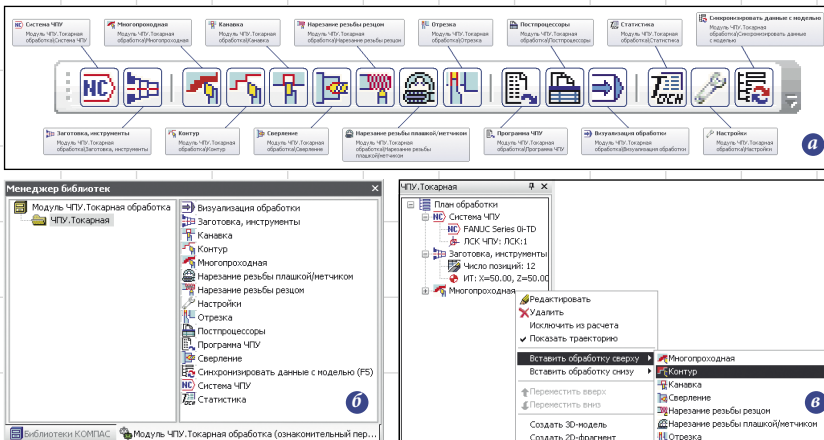 Система ЧПУ
Модуль ЧПУ.Токарная
обработка\Система ЧПУ
Многопроходная
Модуль ЧПУ.Токарная
обработка\Многопроходная
Канавка
Модуль ЧПУ.Токарная
обработка\Канавка
Нарезание резьбы резцом
Модуль ЧПУ.Токарная
обработка\Нарезание резьбы резцом
Отрезка
Модуль ЧПУ.Токарная
обработка\Отрезка
Постпроцессоры
Модуль ЧПУ.Токарная
обработка\Постпроцессоры
Статистика
Модуль ЧПУ.Токарная
обработка\Статистика
Синхронизировать данные с моделью
Модуль ЧПУ.Токарная
обработка\Синхронизировать данные
с моделью
NC
Заготовка, инструменты
Модуль ЧПУ.Токарная
обработка\Заготовка, инструменты
Контур
Модуль ЧПУ.Токарная
обработка\Контур
Сверление
Модуль ЧПУ.Токарная
обработка\Сверление
Нарезание резьбы плашкой/метчиком
Модуль ЧПУ.Токарная
обработка\Нарезание резьбы
плашкой/метчиком
Программа ЧПУ
Модуль ЧПУ.Токарная
обработка\Программа ЧПУ
Визуализация обработки
Модуль ЧПУ.Токарная
обработка\Визуализация обработки
Настройки
Модуль ЧПУ.Токарная
обработка\Настройки
а
Менеджер библиотек
Модуль ЧПУ.Токарная обработка
ЧПУ.Токарная
Визуализация обработки
Заготовка, инструменты
Канавка
Контур
Многопроходная
Нарезание резьбы плашкой/метчиком
Нарезание резьбы резцом
Настройки
Отрезка
Постпроцессоры
Программа ЧПУ
Сверление
Синхронизировать данные с моделью (F5)
NC Система ЧПУ
Статистика
б
Библиотеки КОМПАС
Модуль ЧПУ.Токарная обработка (ознакомительный пер...
ЧПУ.Токарная
План обработки
NC Система ЧПУ
NC FANUC Series 0i-TD
ЛСК ЧПУ: ЛСК:1
Заготовка, инструменты
Число позиций: 12
ИТ: X=50.00, Z=50.00
Многопроходная
Редактировать
Удалить
Исключить из расчета
Показать траекторию
Вставить обработку сверху
Вставить обработку снизу
Переместить вверх
Переместить вниз
Создать 3D-модель
Создать 2D-фрагмент
Многопроходная
Контур
Канавка
Сверление
Нарезание резьбы резцом
Нарезание резьбы плашкой/метчиком
Отрезка
в